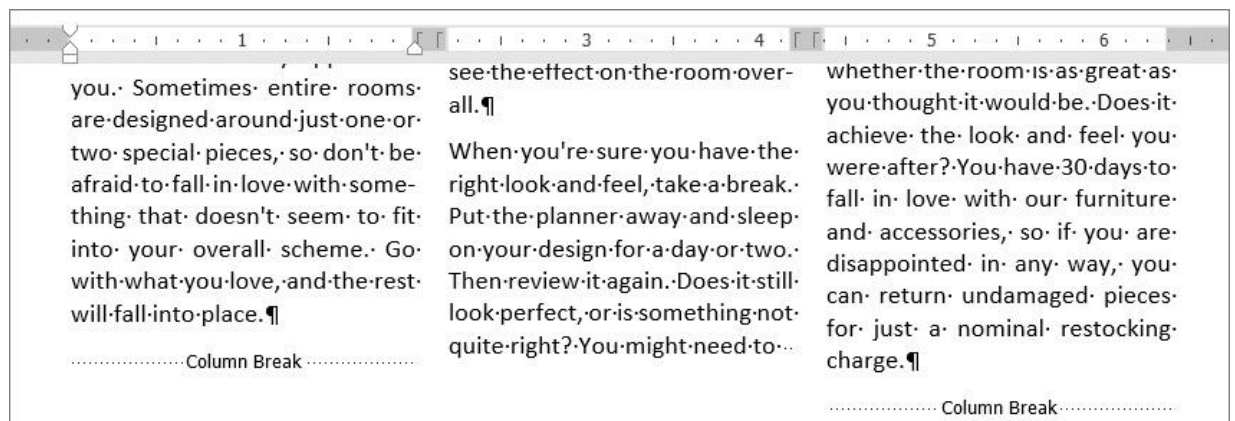 1 3 4 5 6
you. Sometimes entire rooms
are designed around just one or
two special pieces, so don't be
afraid to fall in love with some-
thing that doesn't seem to fit
into your overall scheme. Go
with what you love, and the rest
will fall into place.¶
Column Break
see the effect on the room over-
all.¶
When you're sure you have the
right look and feel, take a break.
Put the planner away and sleep
on your design for a day or two.
Then review it again. Does it still
look perfect, or is something not
quite right? You might need to
whether the room is as great as
you thought it would be. Does it
achieve the look and feel you
were after? You have 30 days to
fall in love with our furniture
and accessories, so if you are
disappointed in any way, you
can return undamaged pieces
for just a nominal restocking
charge.¶
Column Break